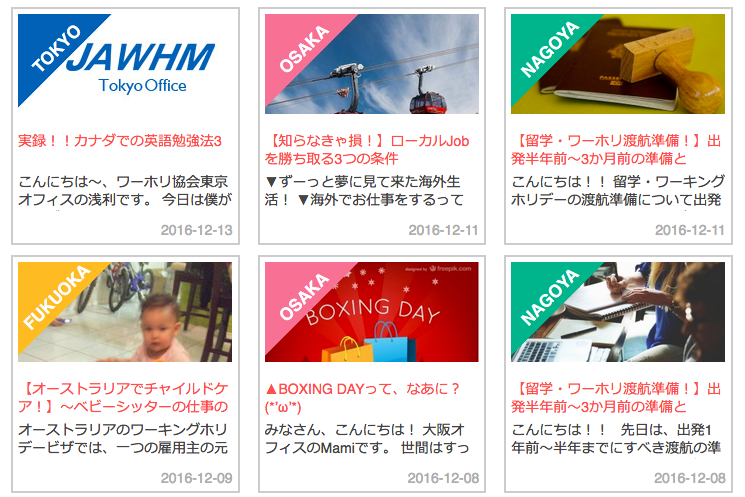 TOKYO
JAWHM
Tokyo Office
実録！！カナダでの英語勉強法3
こんにちは〜、ワーホリ協会東京
オフィスの浅利です。 今日は僕が
2016-12-13
OSAKA
【知らなきゃ損！】ローカルJob
を勝ち取る3つの条件
▼ずーっと夢に見て来た海外生
活！ ▼海外でお仕事をするって
2016-12-11
NAGOYA
【留学・ワーホリ渡航準備！】出
発半年前〜3か月前の準備と
こんにちは！！ 留学・ワーキング
ホリデーの渡航準備について出発
2016-12-11
FUKUOKA
【オーストラリアでチャイルドケ
ア！】〜ベビーシッターの仕事の
オーストラリアのワーキングホリ
デービザでは、一つの雇用主の元
2016-12-09
OSAKA
designed by freepik.com
BOXING DAY
▲BOXING DAYって、なあに？
(*'ω'*)
みなさん、こんにちは！ 大阪オ
フィスのMamiです。 世間はすっ
2016-12-08
NAGOYA
【留学・ワーホリ渡航準備！】出
発半年前〜3か月前の準備と
こんにちは！！ 先日は、出発1
年前〜半年までにすべき渡航の準
2016-12-08